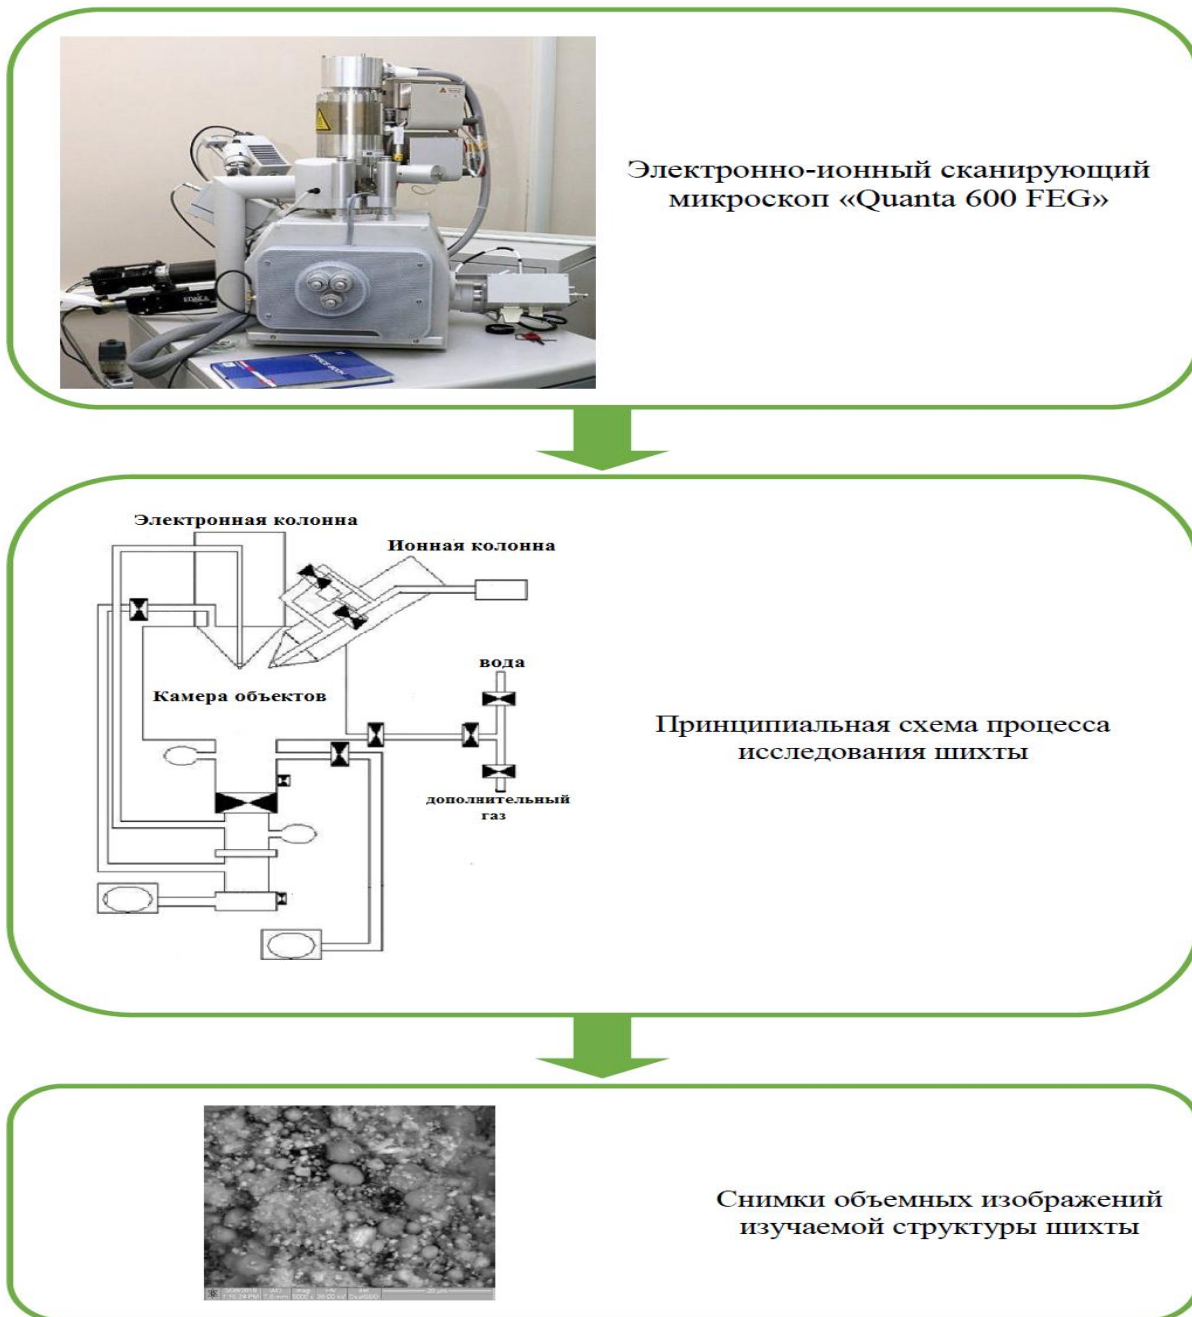 Электронно-ионный сканирующий
микроскоп «Quanta 600 FEG»
Электронная колонна
Ионная колонна
вода
Камера объектов
дополнительный
газ
Принципиальная схема процесса
исследования шихты
Снимки объемных изображений
изучаемой структуры шихты